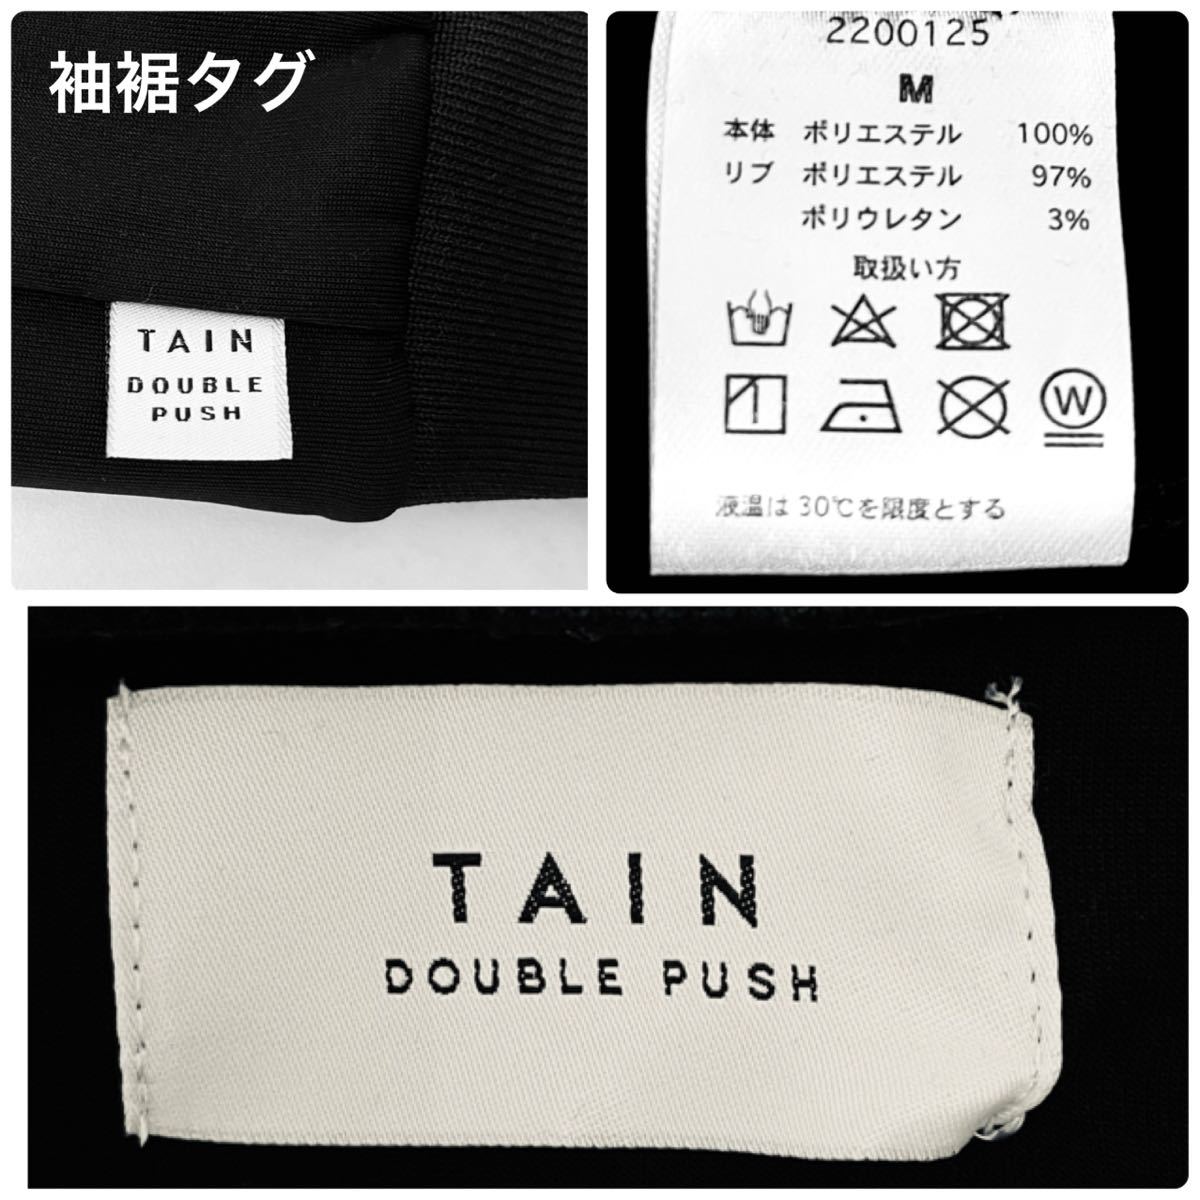 袖裾タグ
TAIN
DOUBLE
PUSH
2200125
M
本体 ポリエステル 100%
リブ ポリエステル 97%
ポリウレタン 3%
取扱い方
W
液温は30℃を限度とする
TAIN
DOUBLE PUSH